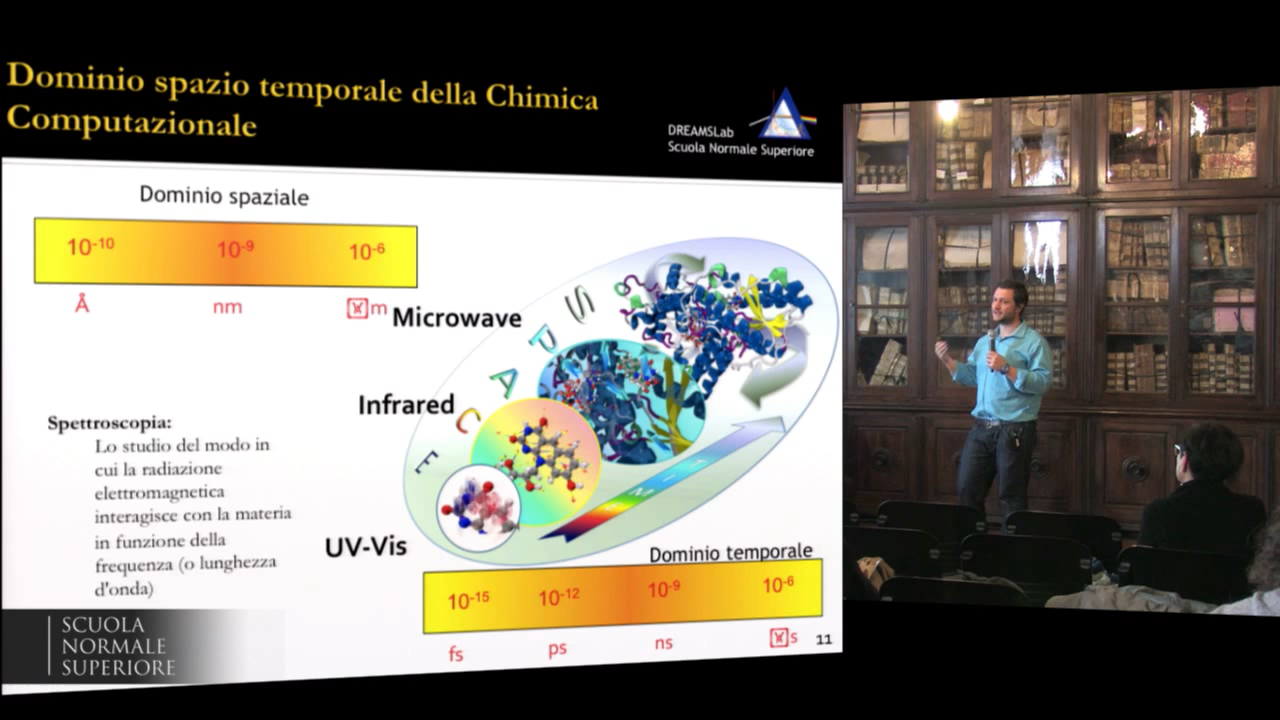 Dominio spazio temporale della Chimica
Computazionale
DREAMSLab
Scuola Normale Superiore
Dominio spaziale
10⁻¹⁰ 10⁻⁹ 10⁻⁶
Å nm m
Microwave
Infrared
UV-Vis
SPACE
TIME
Spettroscopia:
Lo studio del modo in
cui la radiazione
elettromagnetica
interagisce con la materia
in funzione della
frequenza (o lunghezza
d'onda)
Dominio temporale
10⁻¹⁵ 10⁻¹² 10⁻⁹ 10⁻⁶
fs ps ns s
11
SCUOLA
NORMALE
SUPERIORE